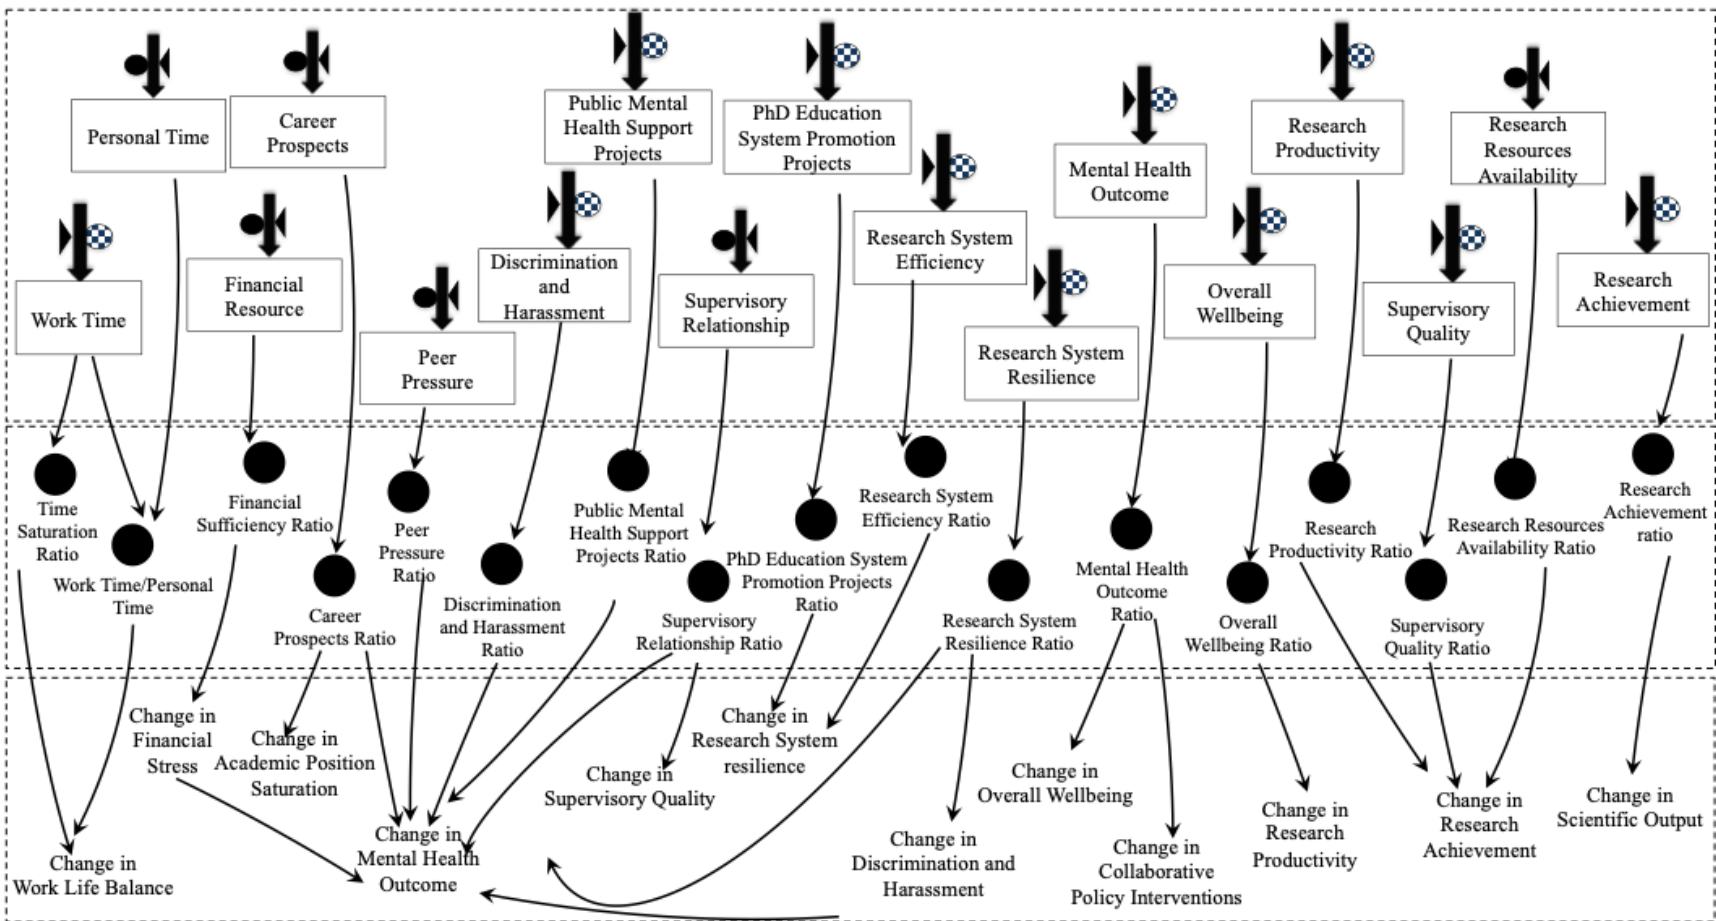 Personal Time
Career
Prospects
Public Mental
Health Support
Projects
PhD Education
System Promotion
Projects
Research
Productivity
Research
Resources
Availability
Mental Health
Outcome
Work Time
Financial
Resource
Peer
Pressure
Discrimination
and
Harassment
Supervisory
Relationship
Research System
Efficiency
Research System
Resilience
Overall
Wellbeing
Supervisory
Quality
Research
Achievement
Time
Saturation
Ratio
Work Time/Personal
Time
Financial
Sufficiency Ratio
Career
Prospects Ratio
Peer
Pressure
Ratio
Discrimination
and Harassment
Ratio
Public Mental
Health Support
Projects Ratio
Supervisory
Relationship Ratio
PhD Education System
Promotion Projects
Ratio
Research System
Efficiency Ratio
Research System
Resilience Ratio
Mental Health
Outcome
Ratio
Overall
Wellbeing Ratio
Research
Productivity Ratio
Supervisory
Quality Ratio
Research Resources
Availability Ratio
Research
Achievement
ratio
Change in
Work Life Balance
Change in
Financial
Stress
Change in
Academic Position
Saturation
Change in
Mental Health
Outcome
Change in
Supervisory Quality
Change in
Research System
resilience
Change in
Discrimination and
Harassment
Change in
Overall Wellbeing
Change in
Collaborative
Policy Interventions
Change in
Research
Productivity
Change in
Research
Achievement
Change in
Scientific Output